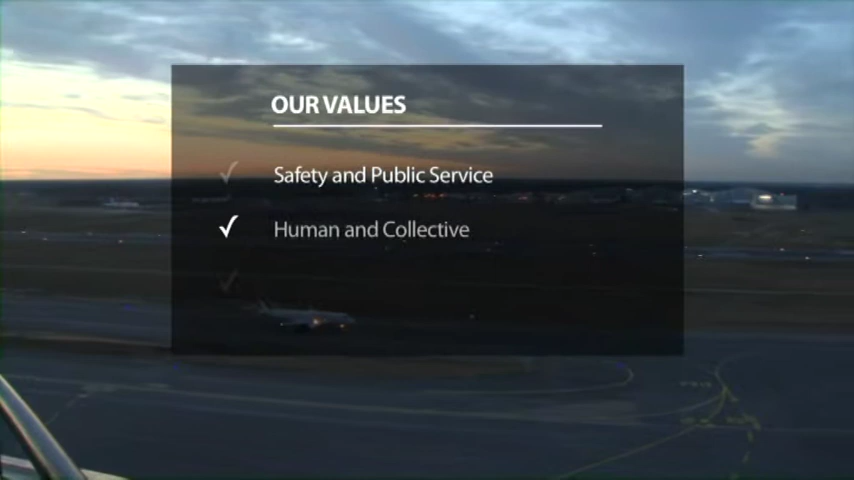 OUR VALUES
Safety and Public Service
Human and Collective